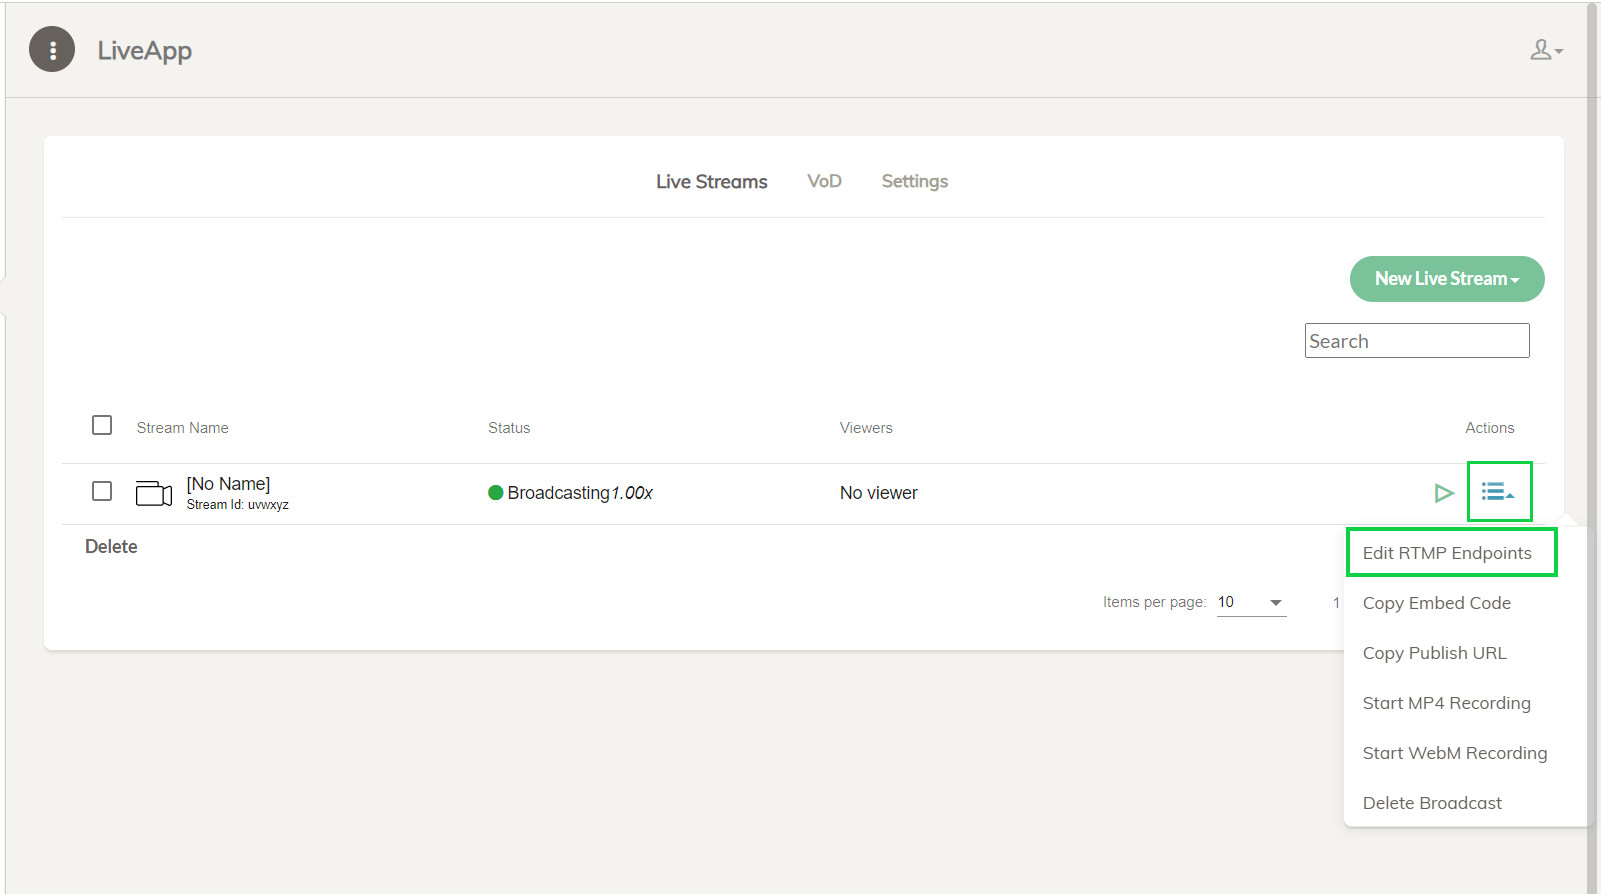 LiveApp
Live Streams VoD Settings
New Live Stream
Search
Stream Name Status Viewers Actions
[No Name]
Stream Id: uvwxyz
Broadcasting1.00x No viewer
Delete
Edit RTMP Endpoints
Items per page: 10 1
Copy Embed Code
Copy Publish URL
Start MP4 Recording
Start WebM Recording
Delete Broadcast